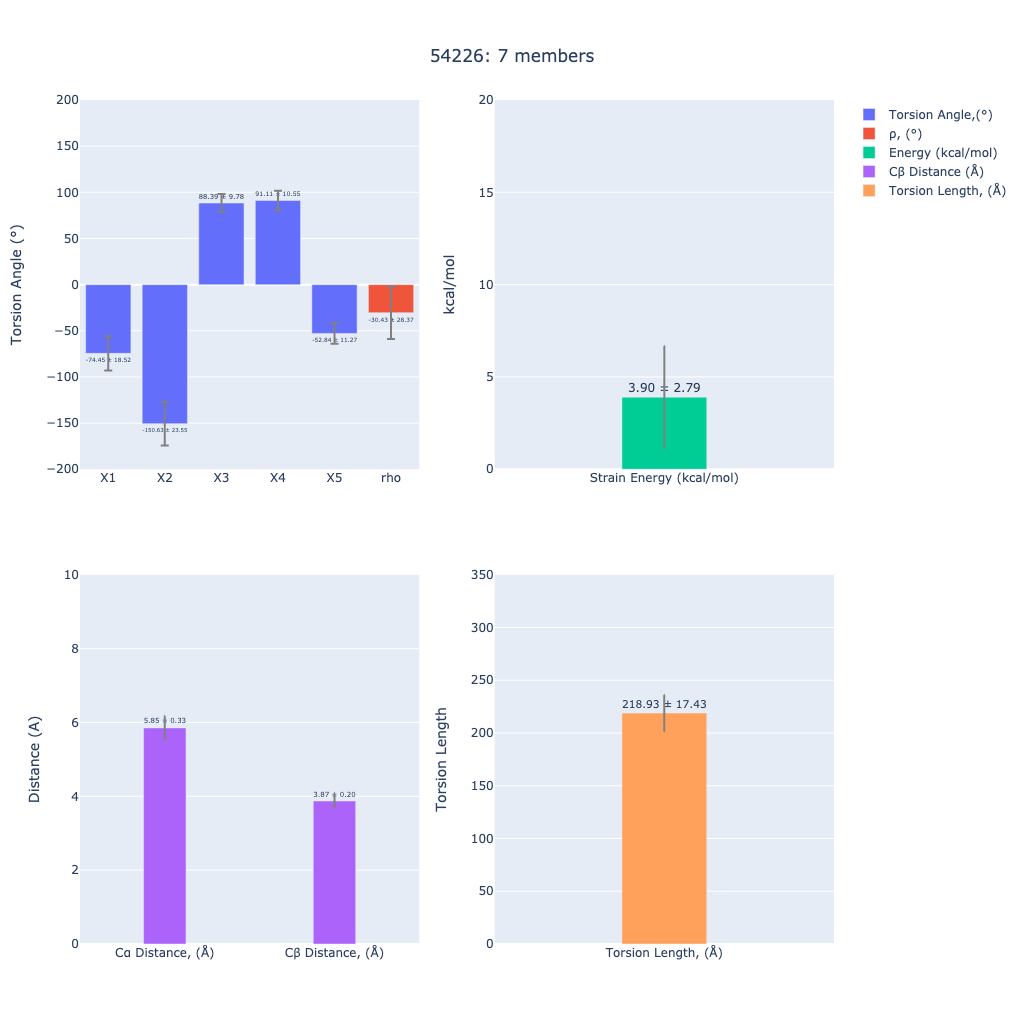 54226: 7 members
200
150
100
50
0
−50
−100
−150
−200
Torsion Angle (°)
-74.45 ± 18.52
-150.63 ± 23.55
88.39 ± 9.78
91.11 ± 10.55
-52.84 ± 11.27
-30.43 ± 28.37
X1 X2 X3 X4 X5 rho
20
15
10
5
0
kcal/mol
3.90 ± 2.79
Strain Energy (kcal/mol)
Torsion Angle,(°)
ρ, (°)
Energy (kcal/mol)
Cβ Distance (Å)
Torsion Length, (Å)
10
8
6
4
2
0
Distance (A)
5.85 ± 0.33
3.87 ± 0.20
Cα Distance, (Å) Cβ Distance, (Å)
350
300
250
200
150
100
50
0
Torsion Length
218.93 ± 17.43
Torsion Length, (Å)